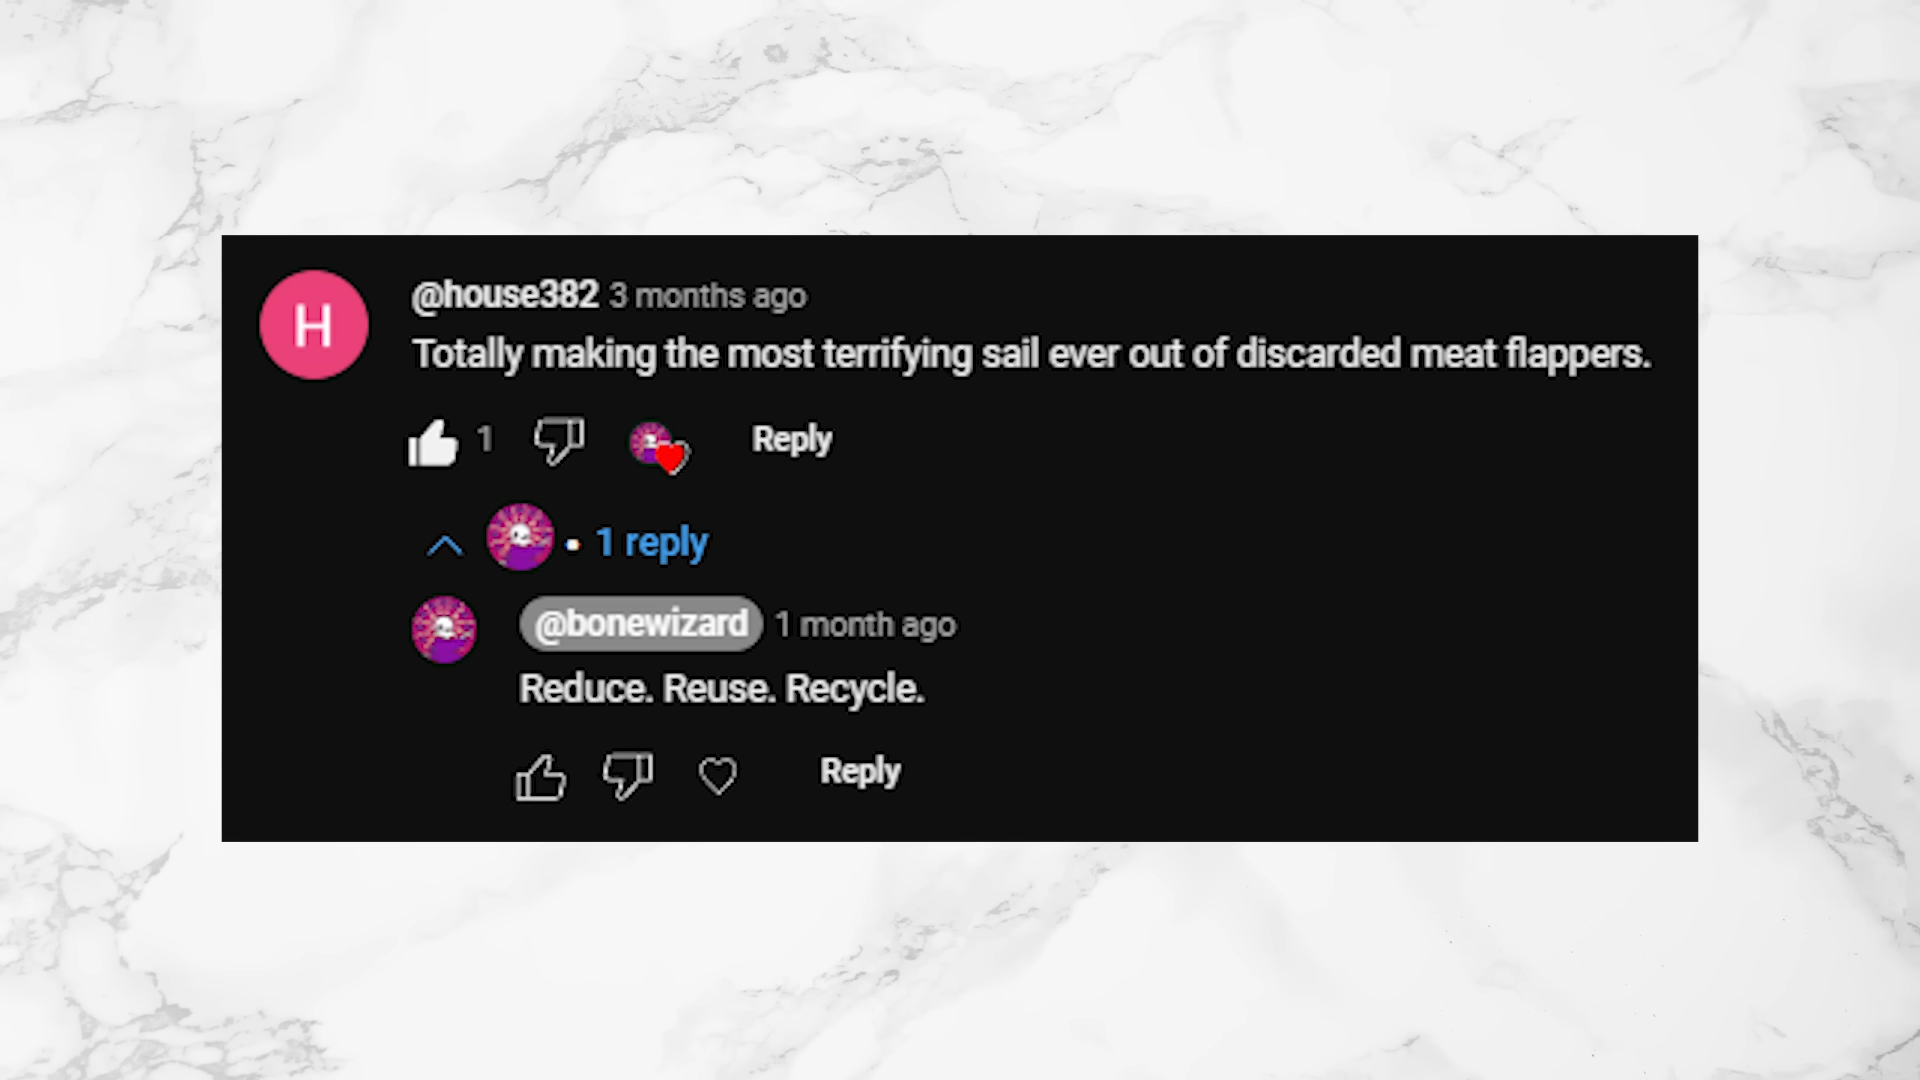 H
@house382 3 months ago
Totally making the most terrifying sail ever out of discarded meat flappers.
1 Reply
1 reply
@bonewizard 1 month ago
Reduce. Reuse. Recycle.
Reply